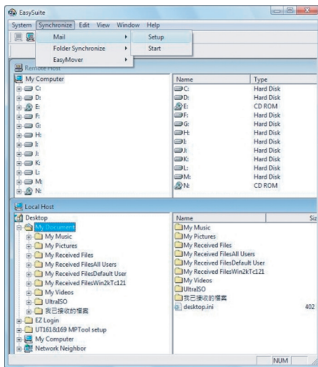 EasySuite
System Synchronize Edit View Window Help
Mail Setup
Folder Synchronize Start
EasyMover
Remote Host
My Computer
C:
D:
E:
F:
G:
H:
I:
J:
K:
L:
M:
N:
Name Type
C: Hard Disk
D: Hard Disk
E: CD ROM
F: Hard Disk
G: Hard Disk
H: Hard Disk
I: Hard Disk
J: Hard Disk
K: Hard Disk
L: Hard Disk
M: Hard Disk
N: CD ROM
Local Host
Desktop
My Document
My Music
My Pictures
My Received Files
My Received FilesAll Users
My Received FilesDefault User
My Received FilesWin2kTc121
My Videos
UltraISO
我已接收的檔案
EZ Login
UT161&169 MPTool setup
My Computer
Network Neighbor
Name Siz
My Music
My Pictures
My Received Files
My Received FilesAll Users
My Received FilesDefault User
My Received FilesWin2kTc121
My Videos
UltraISO
我已接收的檔案
desktop.ini 402
NUM